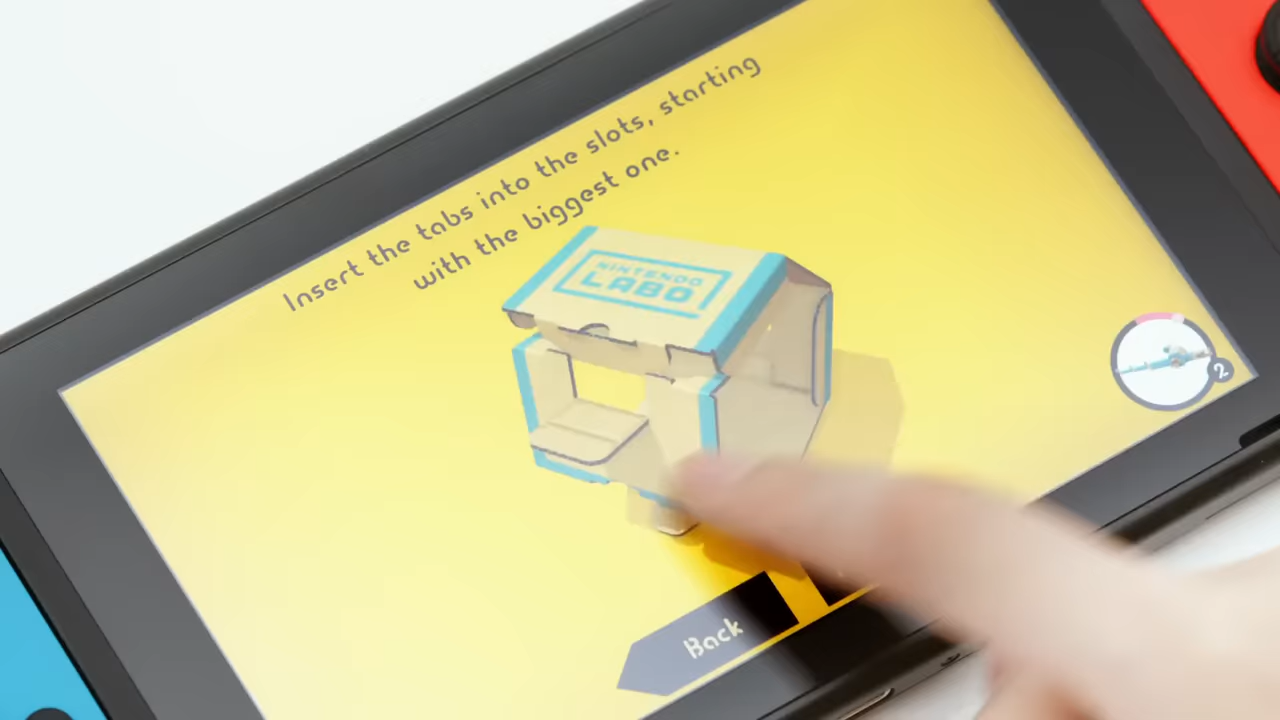 Insert the tabs into the slots, starting
with the biggest one.
NINTENDO
LABO
2
Back